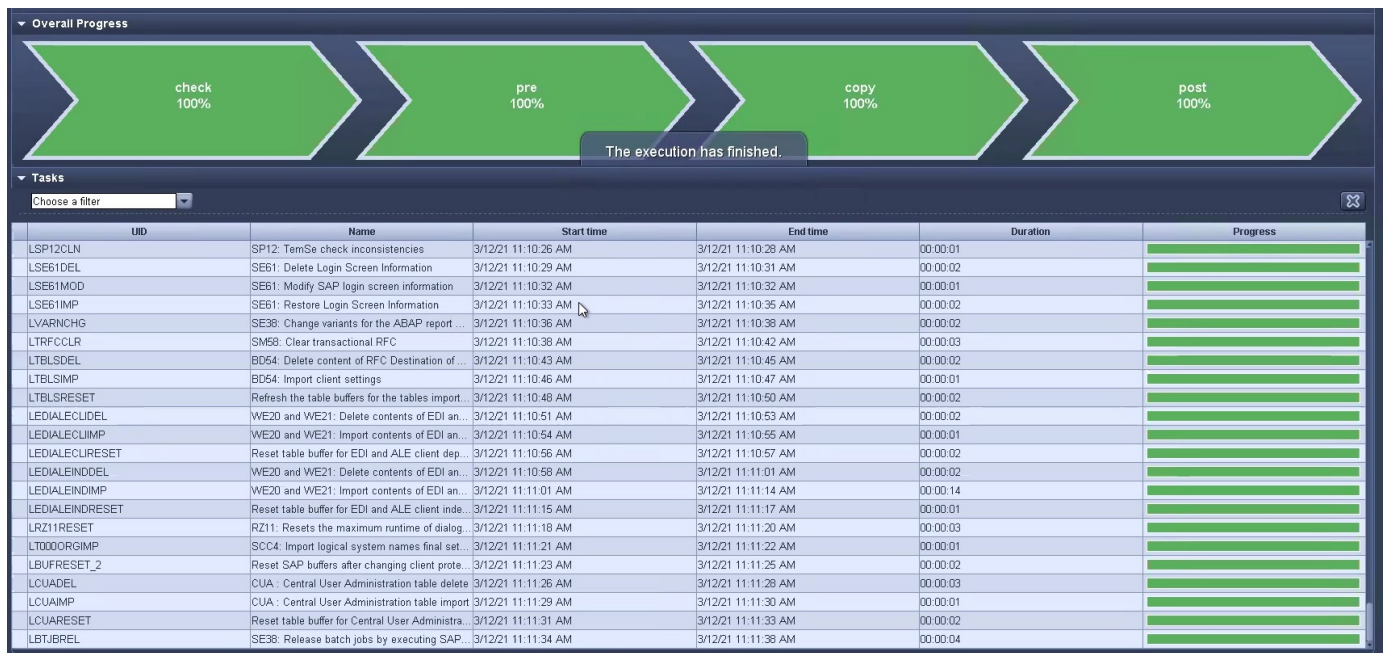 Overall Progress
check
100%
pre
100%
copy
100%
post
100%
The execution has finished.
Tasks
Choose a filter
UID Name Start time End time Duration Progress
LSP12CLN SP12: TemSe check inconsistencies 3/12/21 11:10:26 AM 3/12/21 11:10:28 AM 00:00:01
LSE61DEL SE61: Delete Login Screen Information 3/12/21 11:10:29 AM 3/12/21 11:10:31 AM 00:00:02
LSE61MOD SE61: Modify SAP login screen information 3/12/21 11:10:32 AM 3/12/21 11:10:32 AM 00:00:01
LSE61IMP SE61: Restore Login Screen Information 3/12/21 11:10:33 AM 3/12/21 11:10:35 AM 00:00:02
LVARNCHG SE38: Change variants for the ABAP report ... 3/12/21 11:10:36 AM 3/12/21 11:10:38 AM 00:00:02
LTRFCCLR SM58: Clear transactional RFC 3/12/21 11:10:38 AM 3/12/21 11:10:42 AM 00:00:03
LTBLSDEL BD54: Delete content of RFC Destination of ... 3/12/21 11:10:43 AM 3/12/21 11:10:45 AM 00:00:02
LTBLSIMP BD54: Import client settings 3/12/21 11:10:46 AM 3/12/21 11:10:47 AM 00:00:01
LTBLSRESET Refresh the table buffers for the tables import... 3/12/21 11:10:48 AM 3/12/21 11:10:50 AM 00:00:02
LEDIALECLIDEL WE20 and WE21: Delete contents of EDI an... 3/12/21 11:10:51 AM 3/12/21 11:10:53 AM 00:00:02
LEDIALECLIIMP WE20 and WE21: Import contents of EDI an... 3/12/21 11:10:54 AM 3/12/21 11:10:55 AM 00:00:01
LEDIALECLIRESET Reset table buffer for EDI and ALE client dep... 3/12/21 11:10:56 AM 3/12/21 11:10:57 AM 00:00:02
LEDIALEINDDEL WE20 and WE21: Delete contents of EDI an... 3/12/21 11:10:58 AM 3/12/21 11:11:01 AM 00:00:02
LEDIALEINDIMP WE20 and WE21: Import contents of EDI an... 3/12/21 11:11:01 AM 3/12/21 11:11:14 AM 00:00:14
LEDIALEINDRESET Reset table buffer for EDI and ALE client inde... 3/12/21 11:11:15 AM 3/12/21 11:11:17 AM 00:00:01
LRZ11RESET RZ11: Resets the maximum runtime of dialog... 3/12/21 11:11:18 AM 3/12/21 11:11:20 AM 00:00:03
LT000ORGIMP SCC4: Import logical system names final set... 3/12/21 11:11:21 AM 3/12/21 11:11:22 AM 00:00:01
LBUFRESET_2 Reset SAP buffers after changing client prote... 3/12/21 11:11:23 AM 3/12/21 11:11:25 AM 00:00:02
LCUADEL CUA : Central User Administration table delete 3/12/21 11:11:26 AM 3/12/21 11:11:28 AM 00:00:03
LCUAIMP CUA : Central User Administration table import 3/12/21 11:11:29 AM 3/12/21 11:11:30 AM 00:00:01
LCUARESET Reset table buffer for Central User Administra... 3/12/21 11:11:31 AM 3/12/21 11:11:33 AM 00:00:02
LBTJBREL SE38: Release batch jobs by executing SAP... 3/12/21 11:11:34 AM 3/12/21 11:11:38 AM 00:00:04